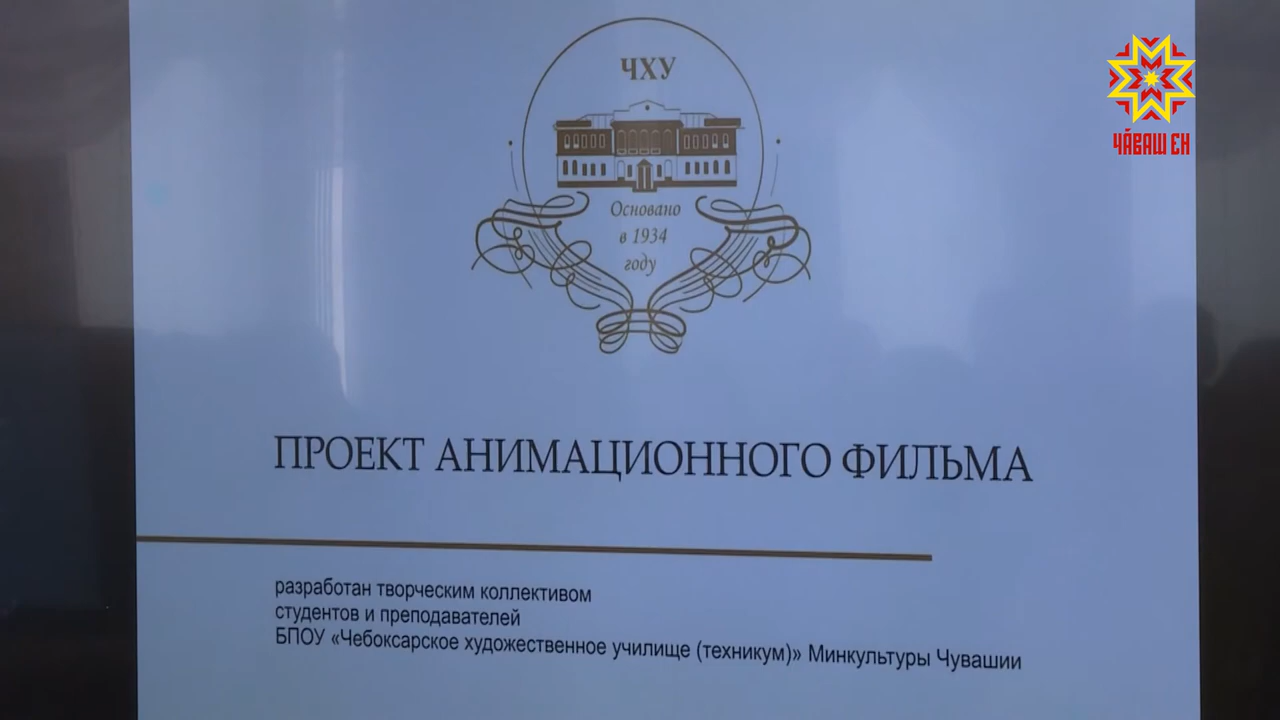 ЧХУ
Основано
в 1934
году
ЧӐВАШ ЕН
ПРОЕКТ АНИМАЦИОННОГО ФИЛЬМА
разработан творческим коллективом
студентов и преподавателей
БПОУ «Чебоксарское художественное училище (техникум)» Минкультуры Чувашии